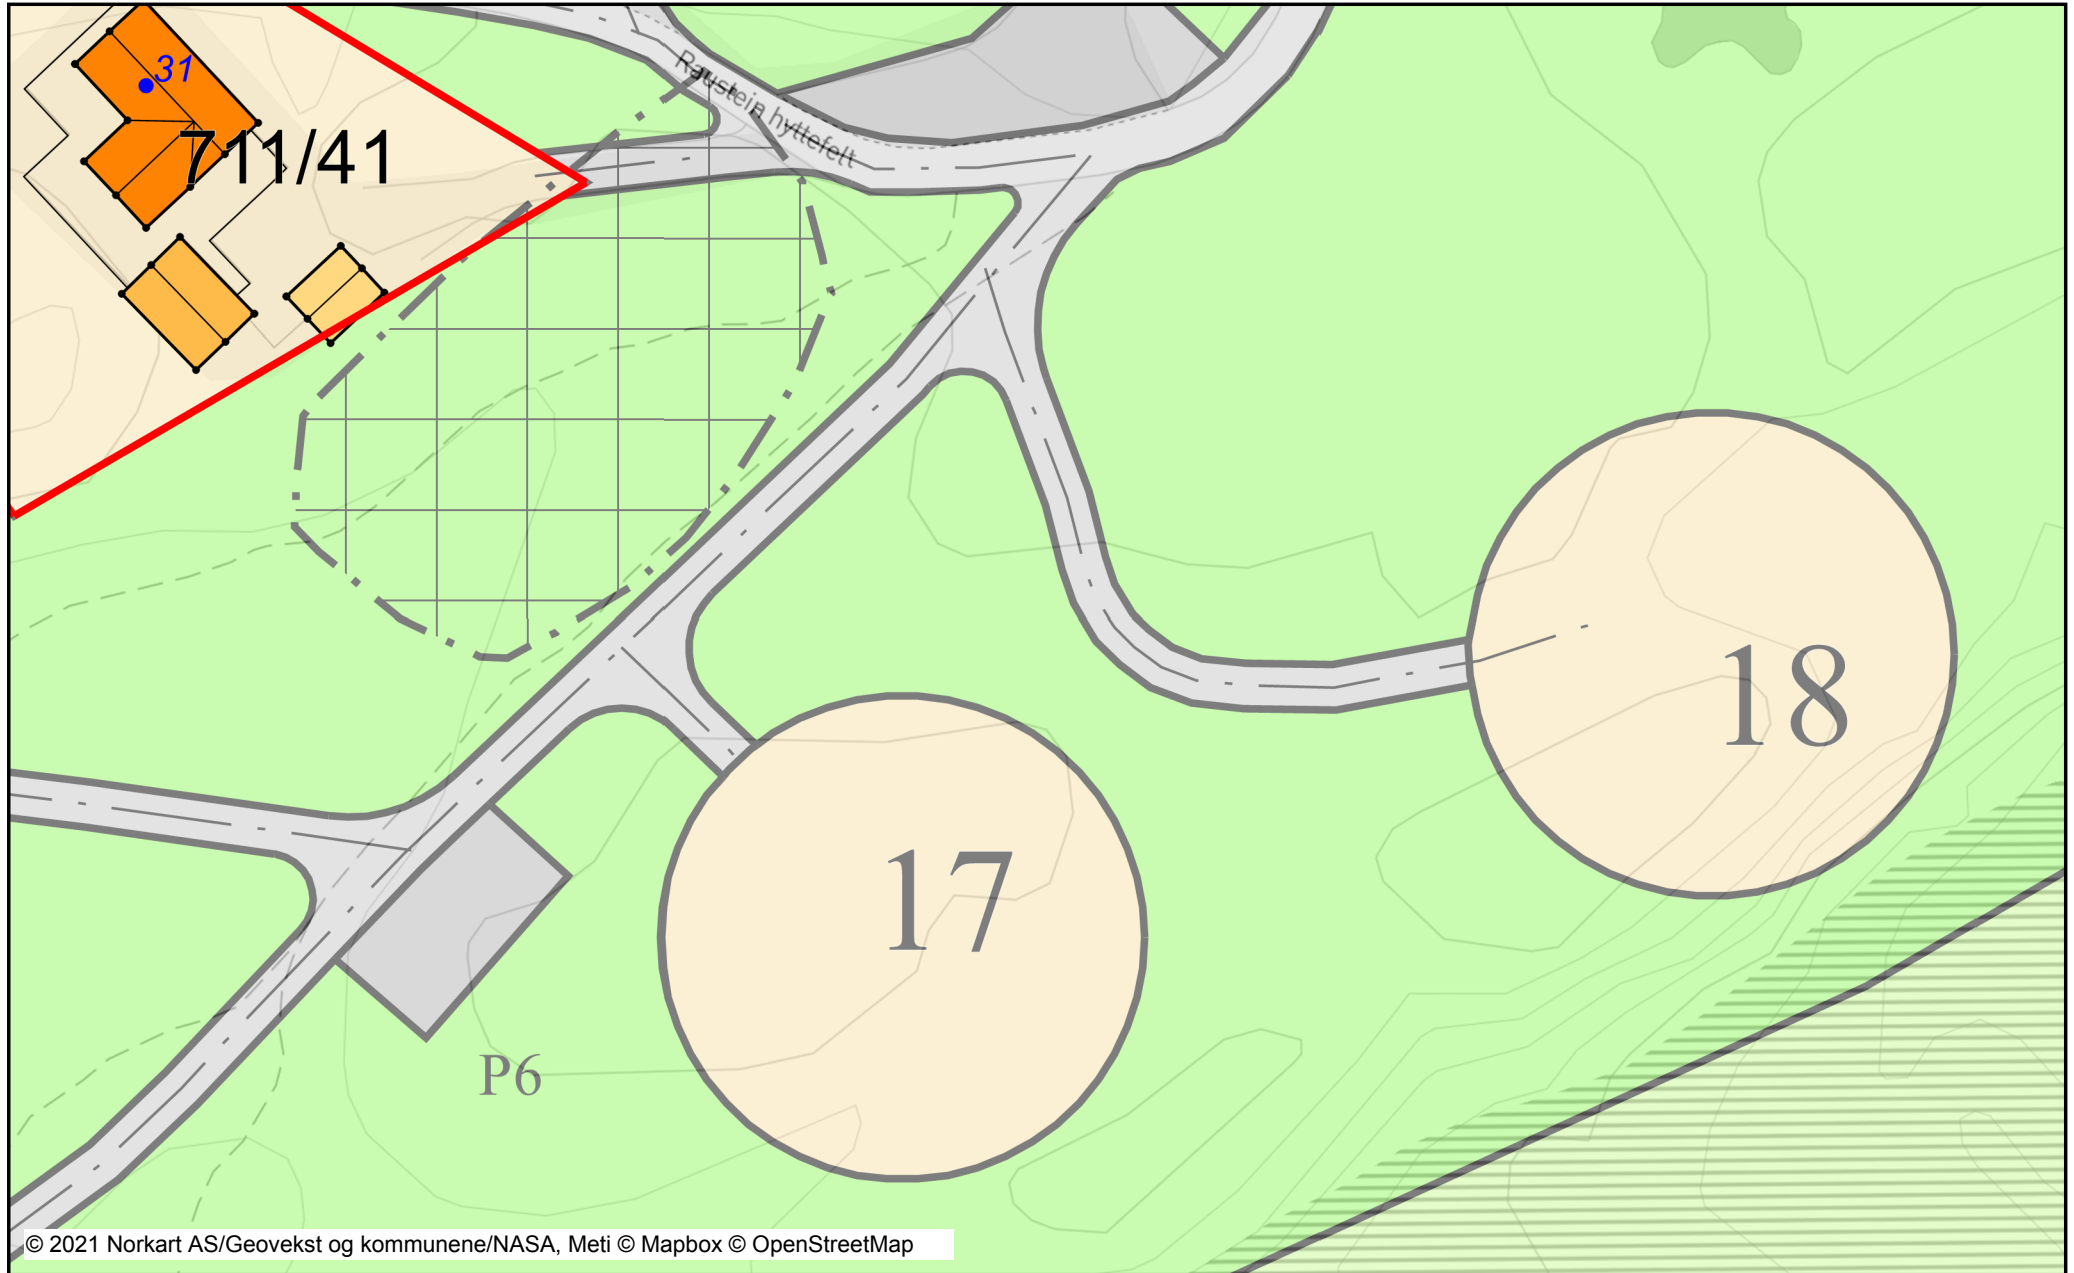 31
Raustein hyttefelt
711/41
18
17
P6
© 2021 Norkart AS/Geovekst og kommunene/NASA, Meti © Mapbox © OpenStreetMap